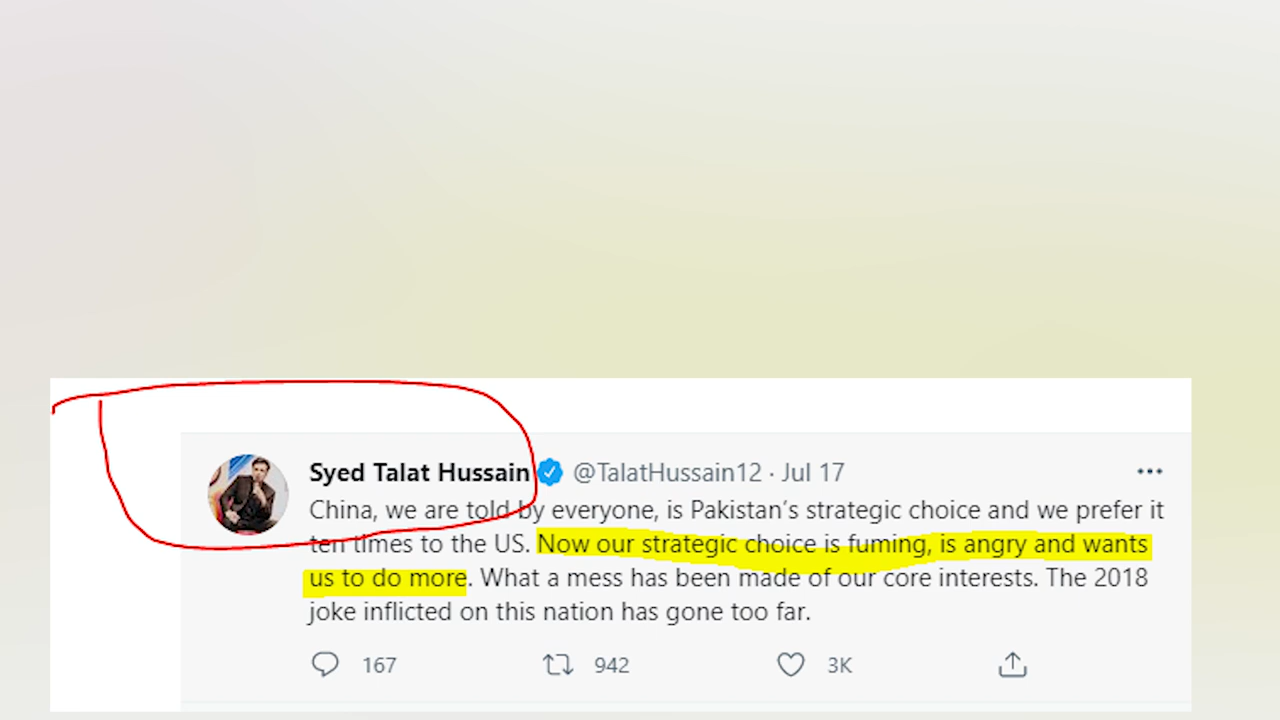 Syed Talat Hussain @TalatHussain12 · Jul 17
China, we are told by everyone, is Pakistan's strategic choice and we prefer it
ten times to the US. Now our strategic choice is fuming, is angry and wants
us to do more. What a mess has been made of our core interests. The 2018
joke inflicted on this nation has gone too far.
167 942 3K